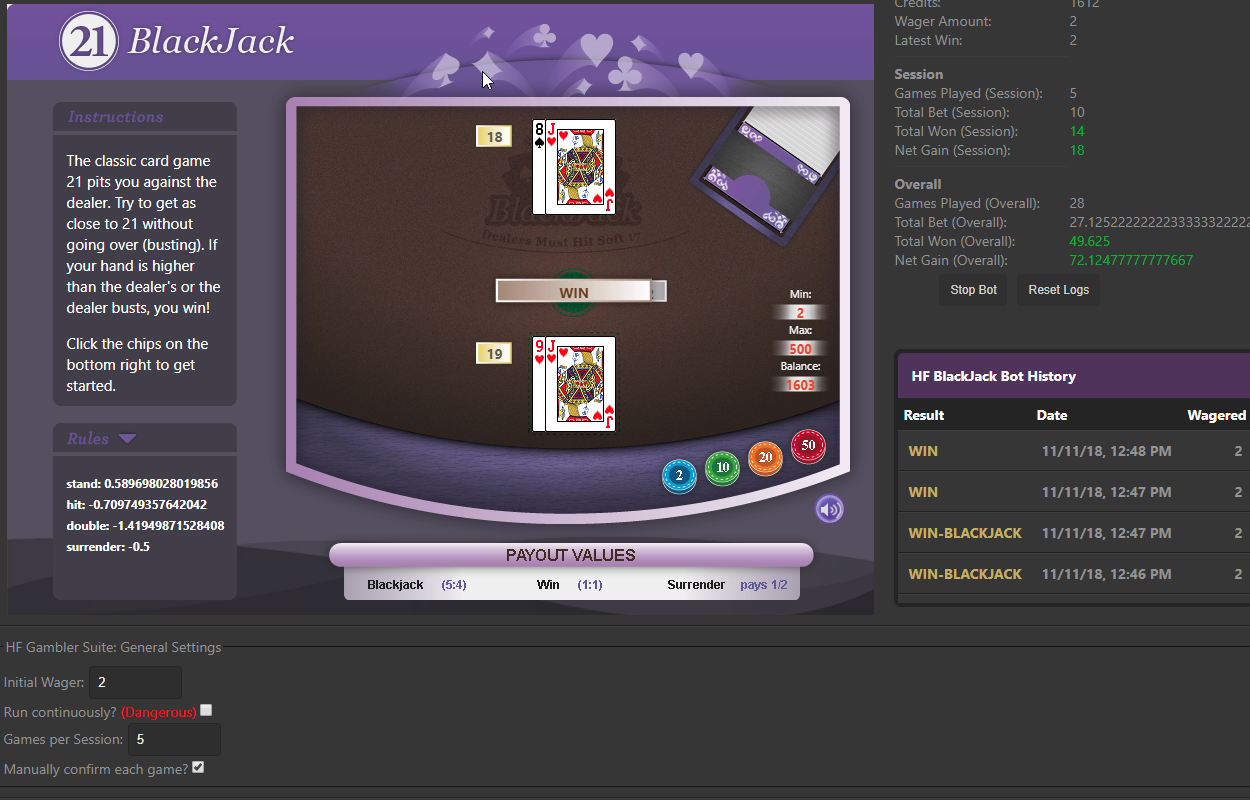 21 BlackJack
Instructions
The classic card game
21 pits you against the
dealer. Try to get as
close to 21 without
going over (busting). If
your hand is higher
than the dealer's or the
dealer busts, you win!
Click the chips on the
bottom right to get
started.
Rules
stand: 0.589698028019856
hit: -0.709749357642042
double: -1.41949871528408
surrender: -0.5
18
8
J
J
BlackJack
Dealers Must Hit Soft 17
WIN
19
9
J
J
Min:
2
Max:
500
Balance:
1603
2
10
20
50
PAYOUT VALUES
Blackjack (5:4) Win (1:1) Surrender pays 1/2
Credits: 1612
Wager Amount: 2
Latest Win: 2
Session
Games Played (Session): 5
Total Bet (Session): 10
Total Won (Session): 14
Net Gain (Session): 18
Overall
Games Played (Overall): 28
Total Bet (Overall):
Total Won (Overall): 49.625
Net Gain (Overall): 72.12477777777667
Stop Bot Reset Logs
HF BlackJack Bot History
Result Date Wagered
WIN 11/11/18, 12:48 PM 2
WIN 11/11/18, 12:47 PM 2
WIN-BLACKJACK 11/11/18, 12:47 PM 2
WIN-BLACKJACK 11/11/18, 12:46 PM 2
HF Gambler Suite: General Settings
Initial Wager: 2
Run continuously? (Dangerous)
Games per Session: 5
Manually confirm each game?